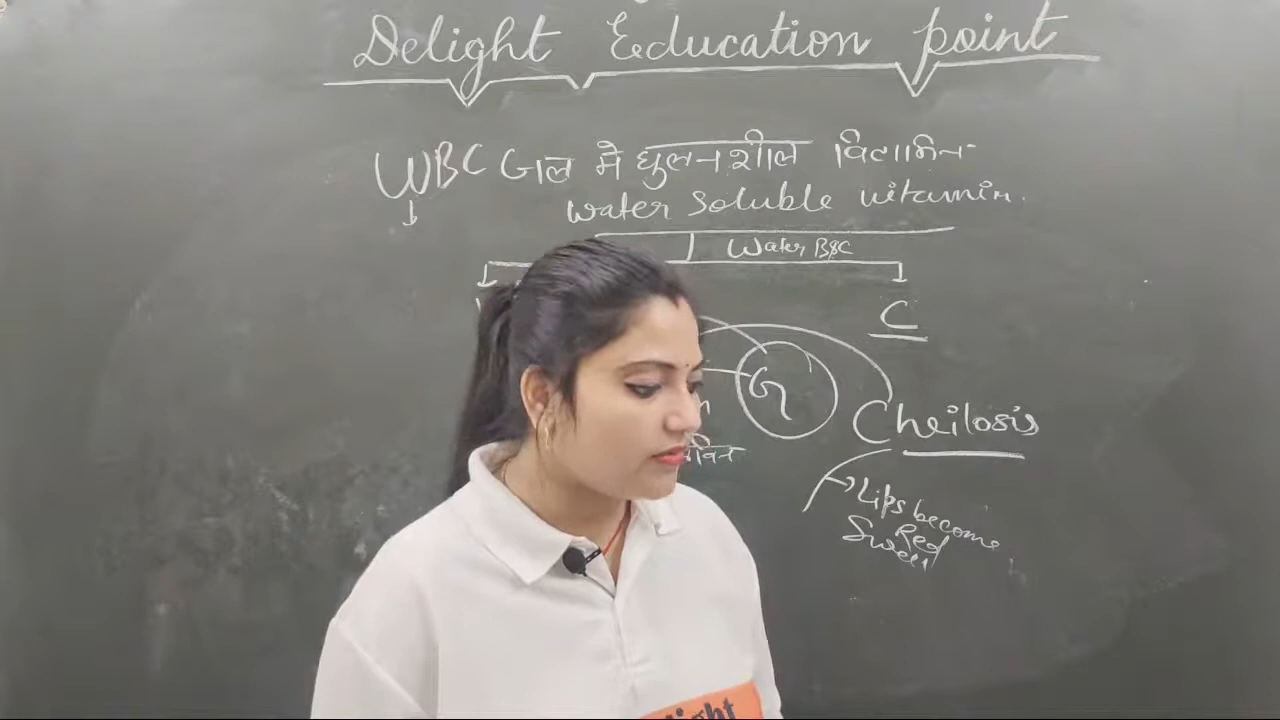 Delight Education point
WBC जल में घुलनशील विटामिन
water soluble vitamin.
Water B&C
C
G
Cheilosis
Lips become
Red
Swell